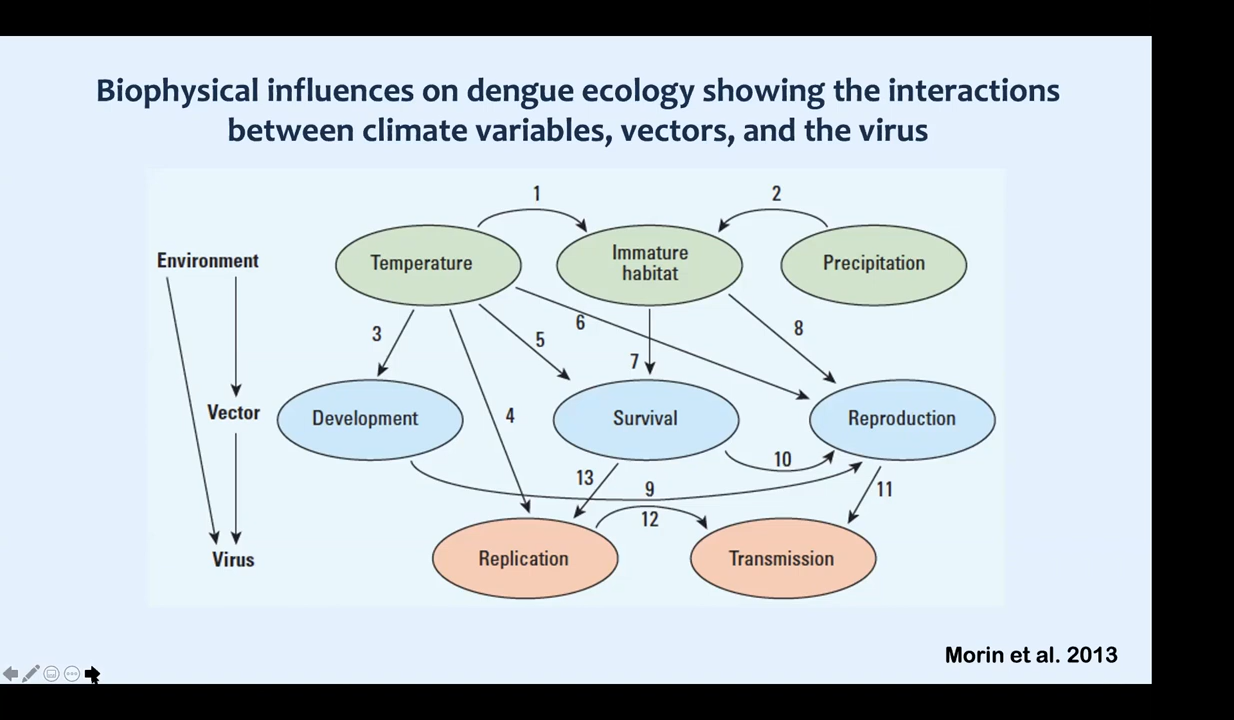 Biophysical influences on dengue ecology showing the interactions
between climate variables, vectors, and the virus
1
2
Environment
Temperature
Immature
habitat
Precipitation
3
5
6
7
8
4
Vector
Development
Survival
Reproduction
10
13
9
11
12
Virus
Replication
Transmission
Morin et al. 2013